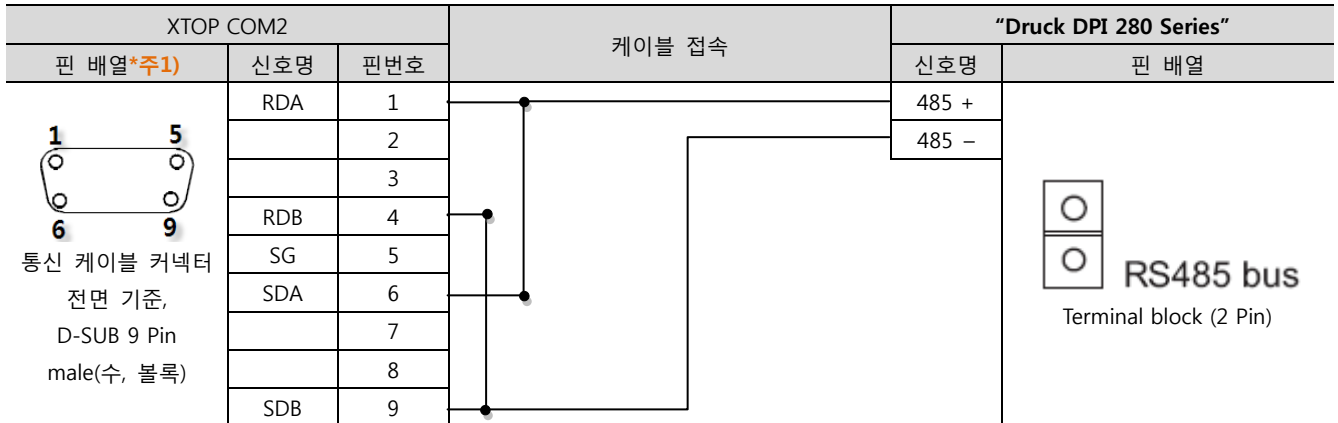 XTOP COM2 케이블 접속 "Druck DPI 280 Series"
핀 배열*주1) 신호명 핀번호 신호명 핀 배열
RDA 1 485 +
2 485 –
3
RDB 4
SG 5
SDA 6
7
8
SDB 9
1 5
6 9
통신 케이블 커넥터
전면 기준,
D-SUB 9 Pin
male(수, 볼록)
RS485 bus
Terminal block (2 Pin)